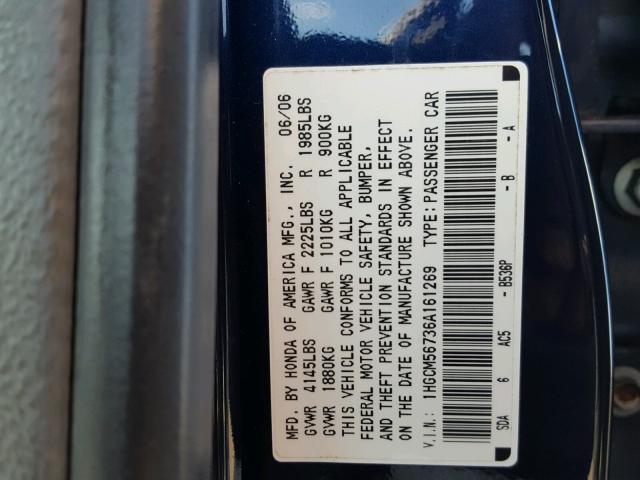 MFD. BY HONDA OF AMERICA MFG., INC. 06/06
GVWR 4145LBS GAWR F 2225LBS R 1985LBS
GVWR 1880KG GAWR F 1010KG R 900KG
THIS VEHICLE CONFORMS TO ALL APPLICABLE
FEDERAL MOTOR VEHICLE SAFETY, BUMPER,
AND THEFT PREVENTION STANDARDS IN EFFECT
ON THE DATE OF MANUFACTURE SHOWN ABOVE.
V.I.N.: 1HGCM56736A161269 TYPE:PASSENGER CAR
SDA 6 AC5 - B536P - B - A